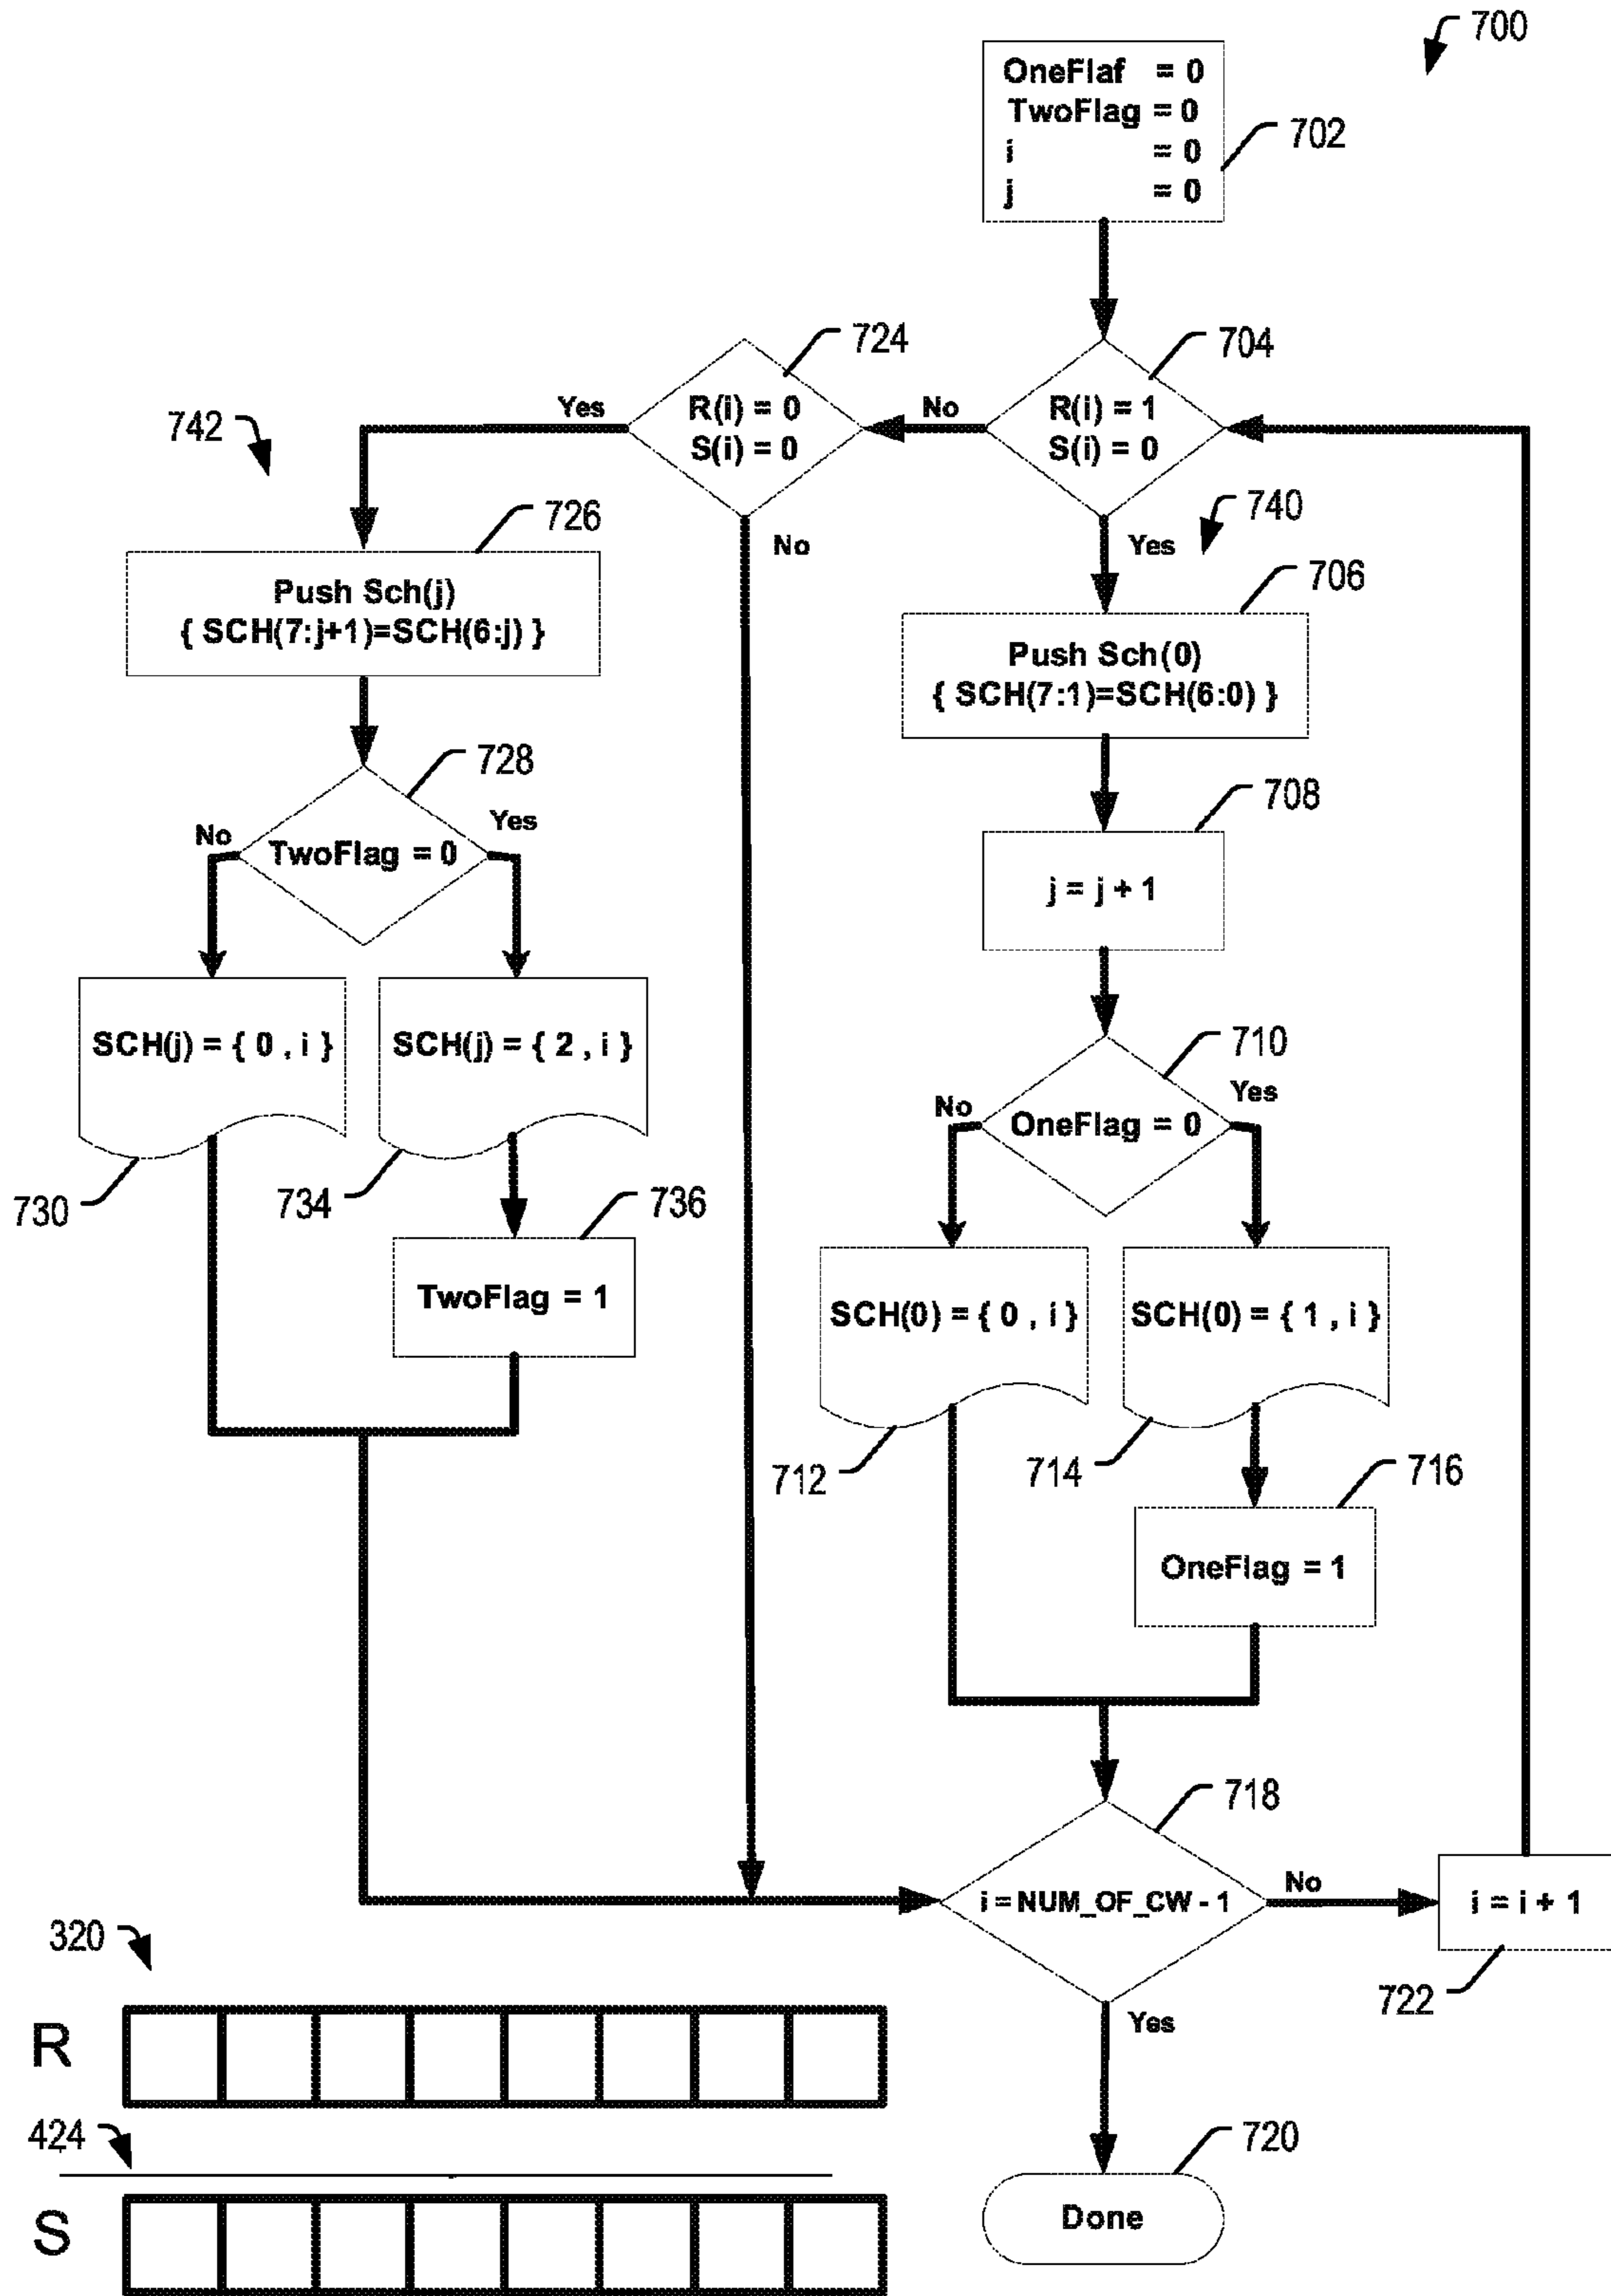 700
OneFlaf = 0
TwoFlag = 0
i = 0
j = 0
702
724
704
R(i) = 0
S(i) = 0
R(i) = 1
S(i) = 0
Yes
No
742
726
No
Yes
740
706
Push Sch(j)
{ SCH(7:j+1)=SCH(6:j) }
Push Sch(0)
{ SCH(7:1)=SCH(6:0) }
728
708
No
Yes
TwoFlag = 0
j = j + 1
SCH(j) = { 0 , i }
SCH(j) = { 2 , i }
710
No
Yes
OneFlag = 0
730
734
736
TwoFlag = 1
SCH(0) = { 0 , i }
SCH(0) = { 1 , i }
712
714
716
OneFlag = 1
718
i = NUM_OF_CW - 1
No
i = i + 1
722
320
R
Yes
424
720
S
Done